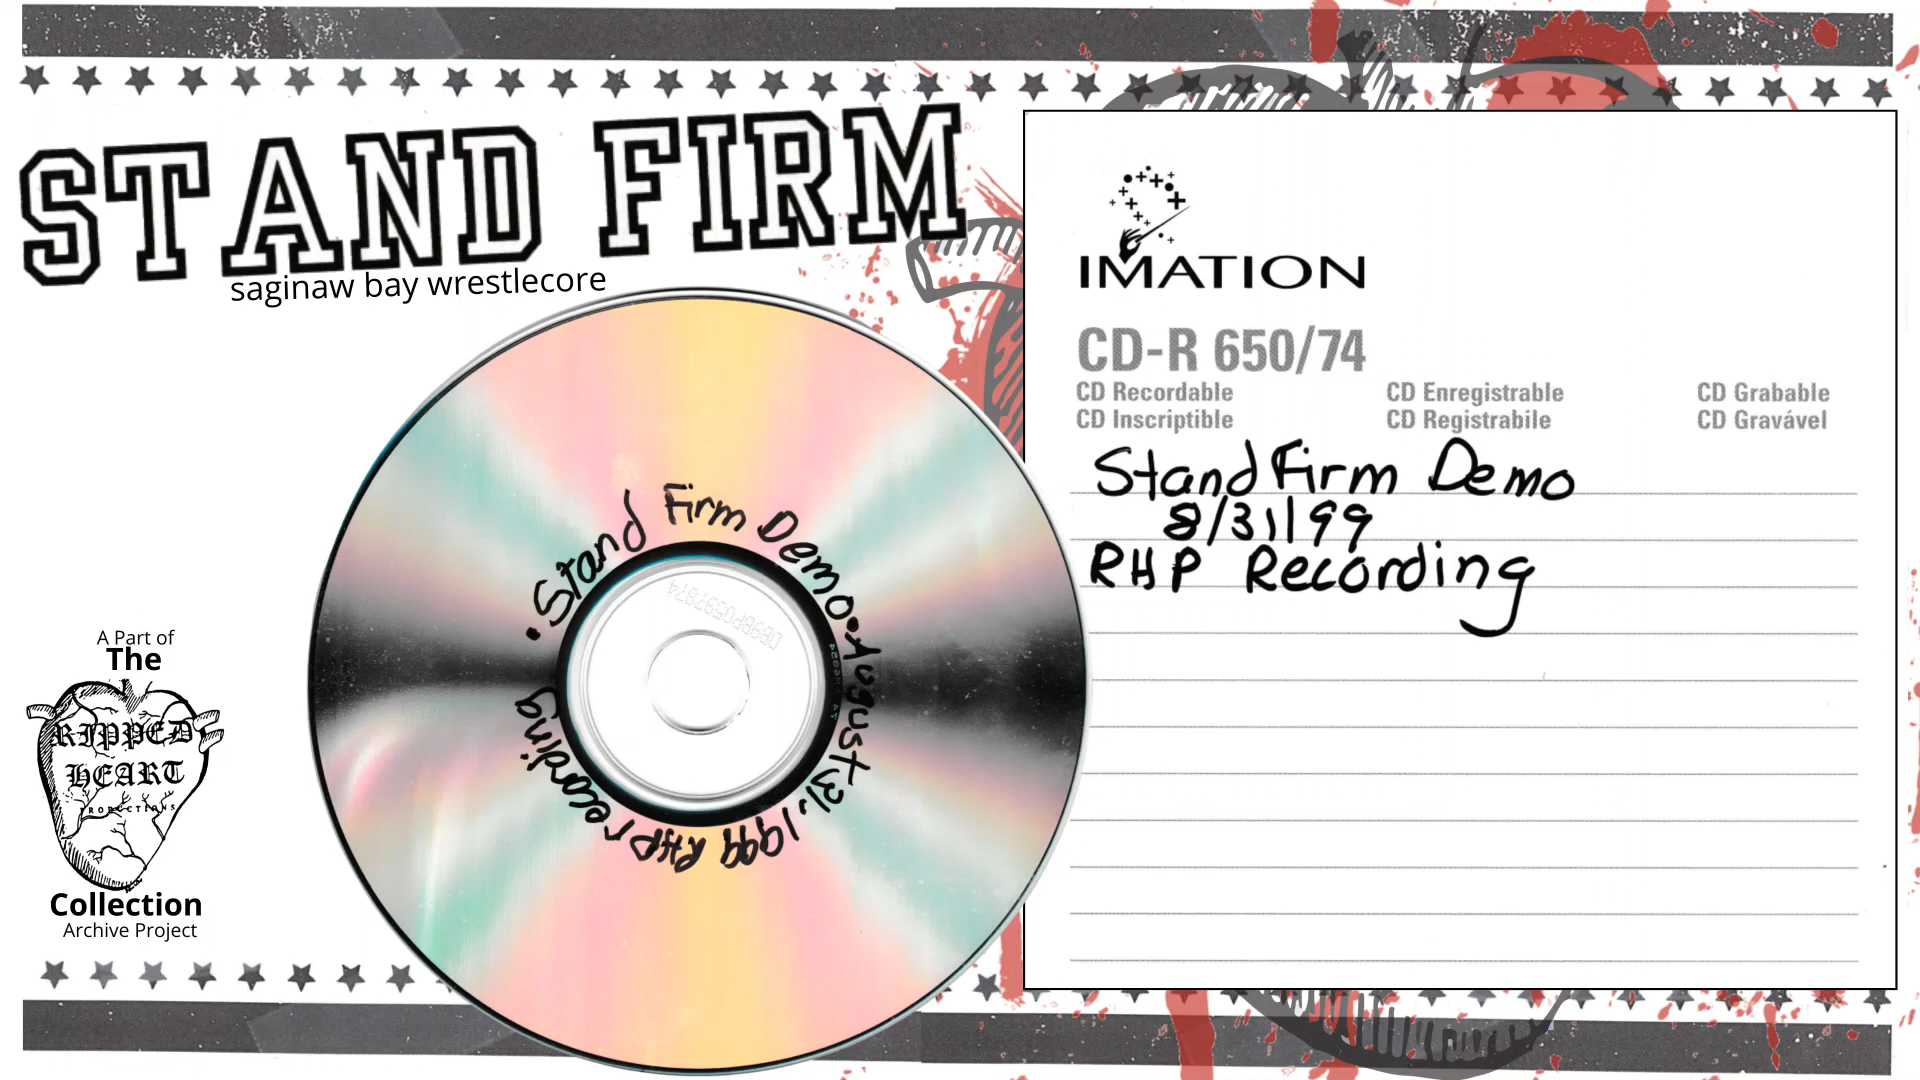 STAND FIRM
saginaw bay wrestlecore
IMATION
CD-R 650/74
CD Recordable CD Enregistrable CD Grabable
CD Inscriptible CD Registrabile CD Gravável
Stand Firm Demo
8/31/99
RHP Recording
• Stand Firm Demo • August 31, 1999 RHP recording
A Part of
The
RIPPED
HEART
PRODUCTIONS
Collection
Archive Project